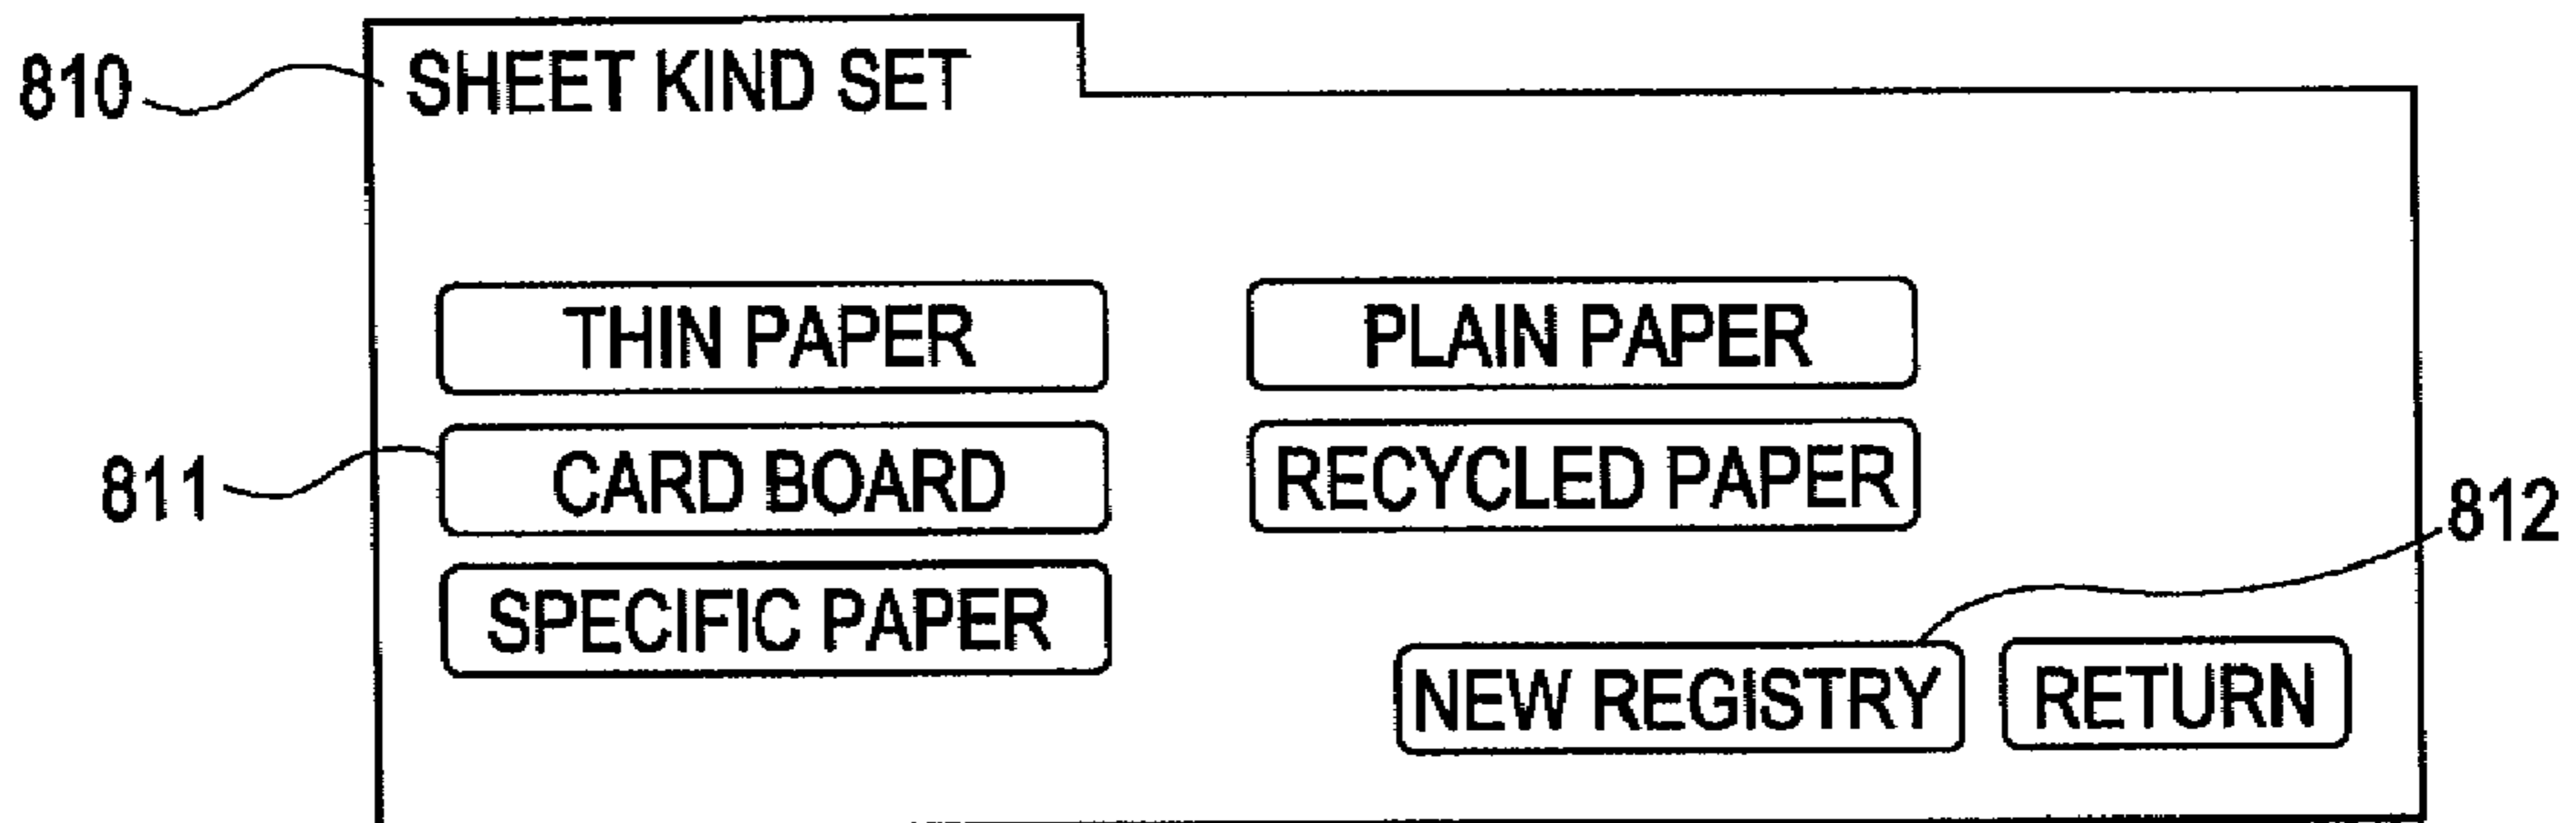 810 SHEET KIND SET
THIN PAPER PLAIN PAPER
811 CARD BOARD RECYCLED PAPER
812
SPECIFIC PAPER
NEW REGISTRY RETURN